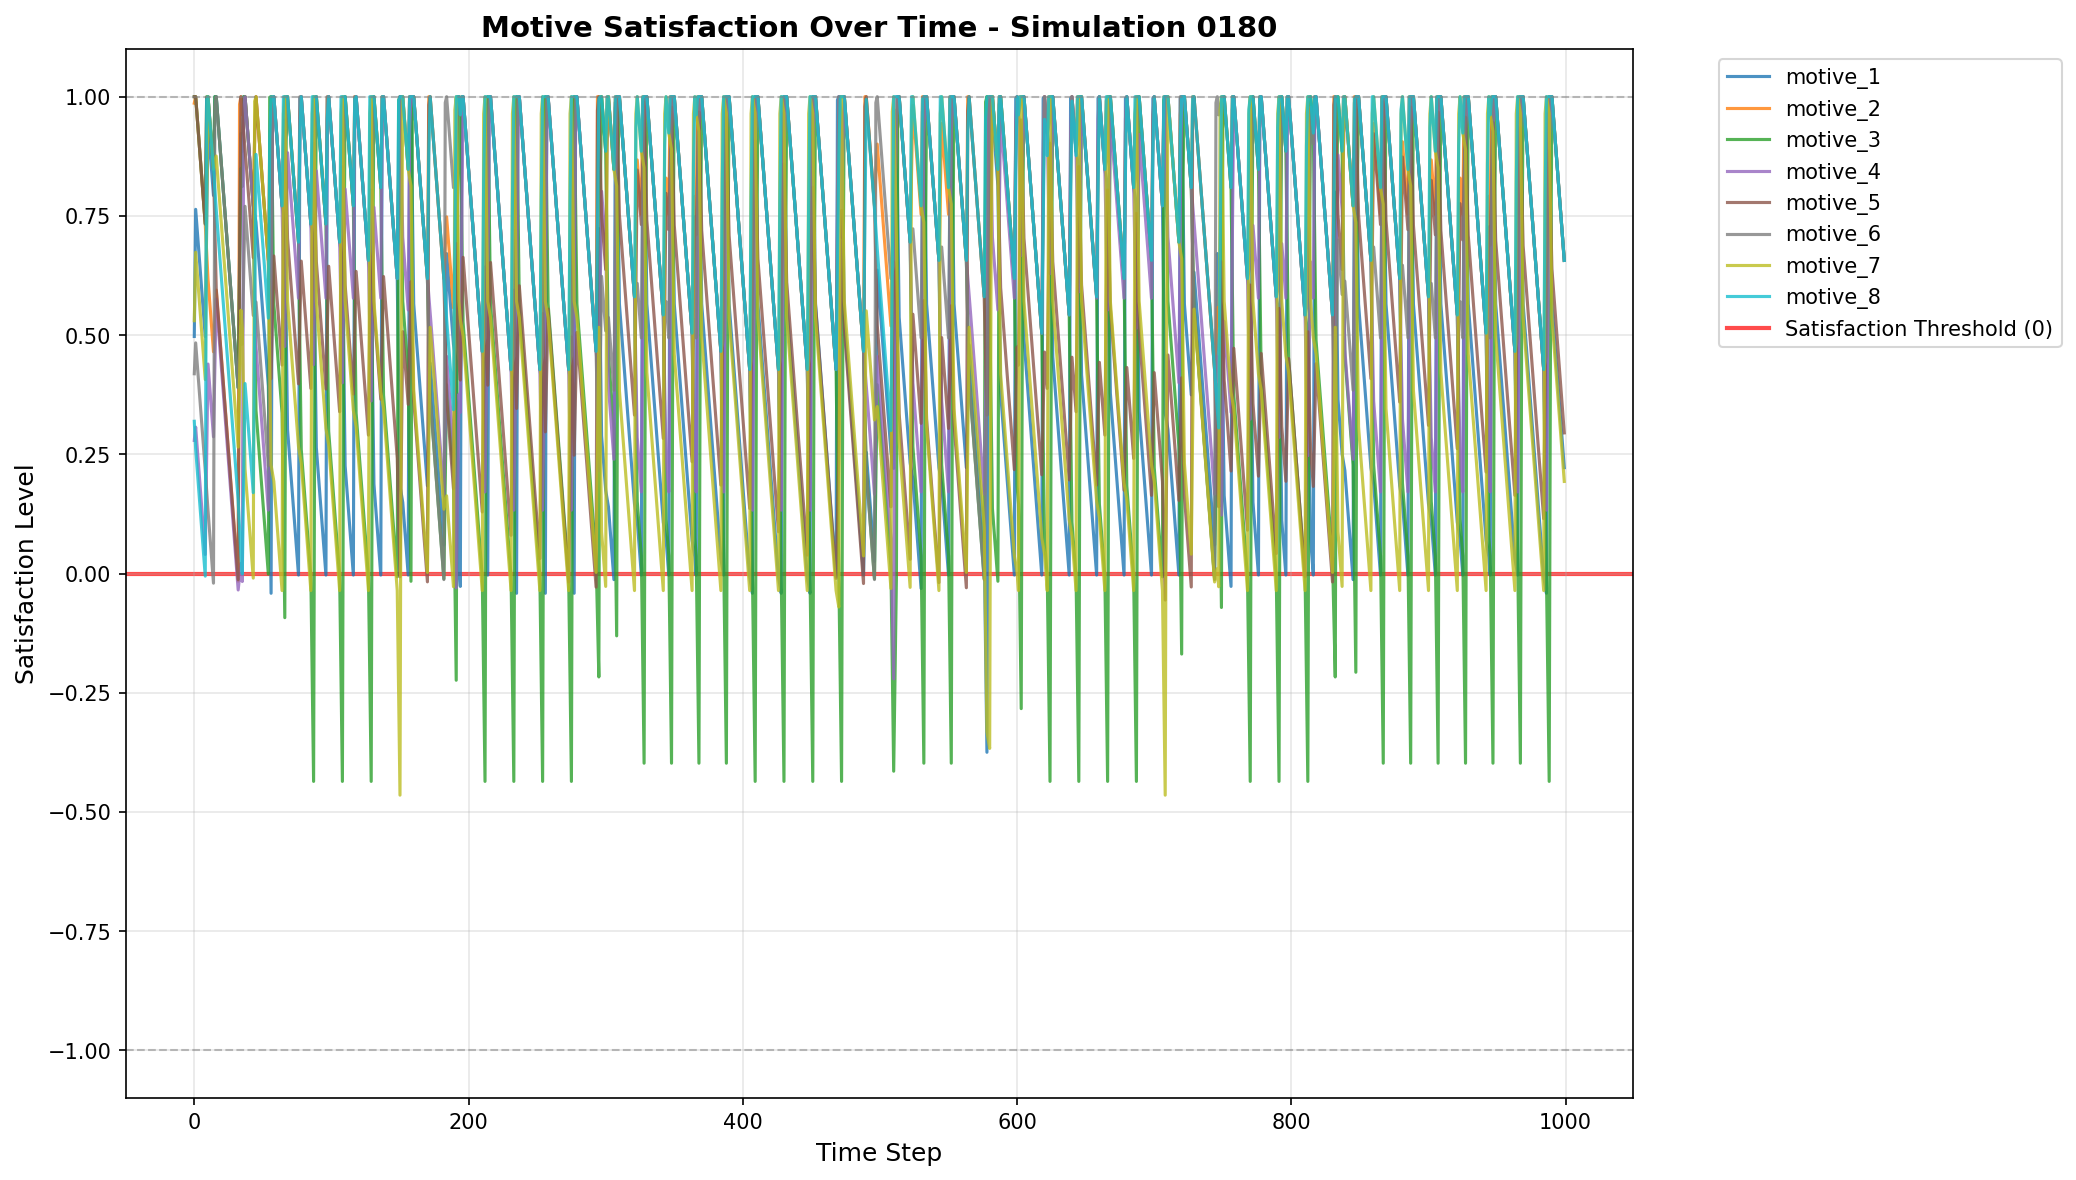 Motive Satisfaction Over Time - Simulation 0180
1.00
0.75
0.50
0.25
0.00
−0.25
−0.50
−0.75
−1.00
Satisfaction Level
0
200
400
600
800
1000
Time Step
motive_1
motive_2
motive_3
motive_4
motive_5
motive_6
motive_7
motive_8
Satisfaction Threshold (0)